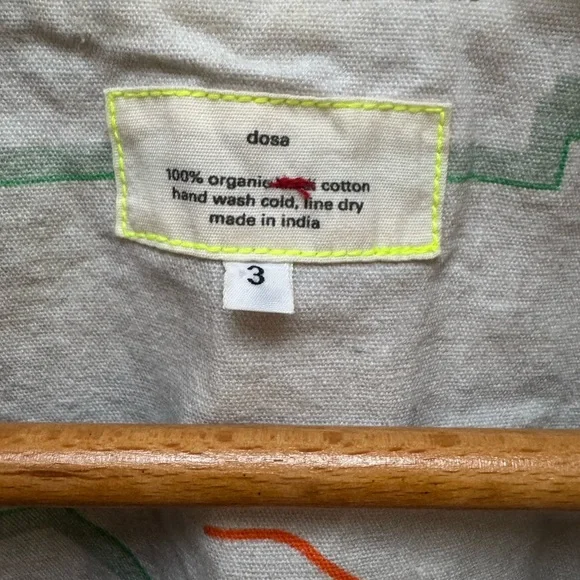 dosa
100% organic cotton
hand wash cold, line dry
made in india
3